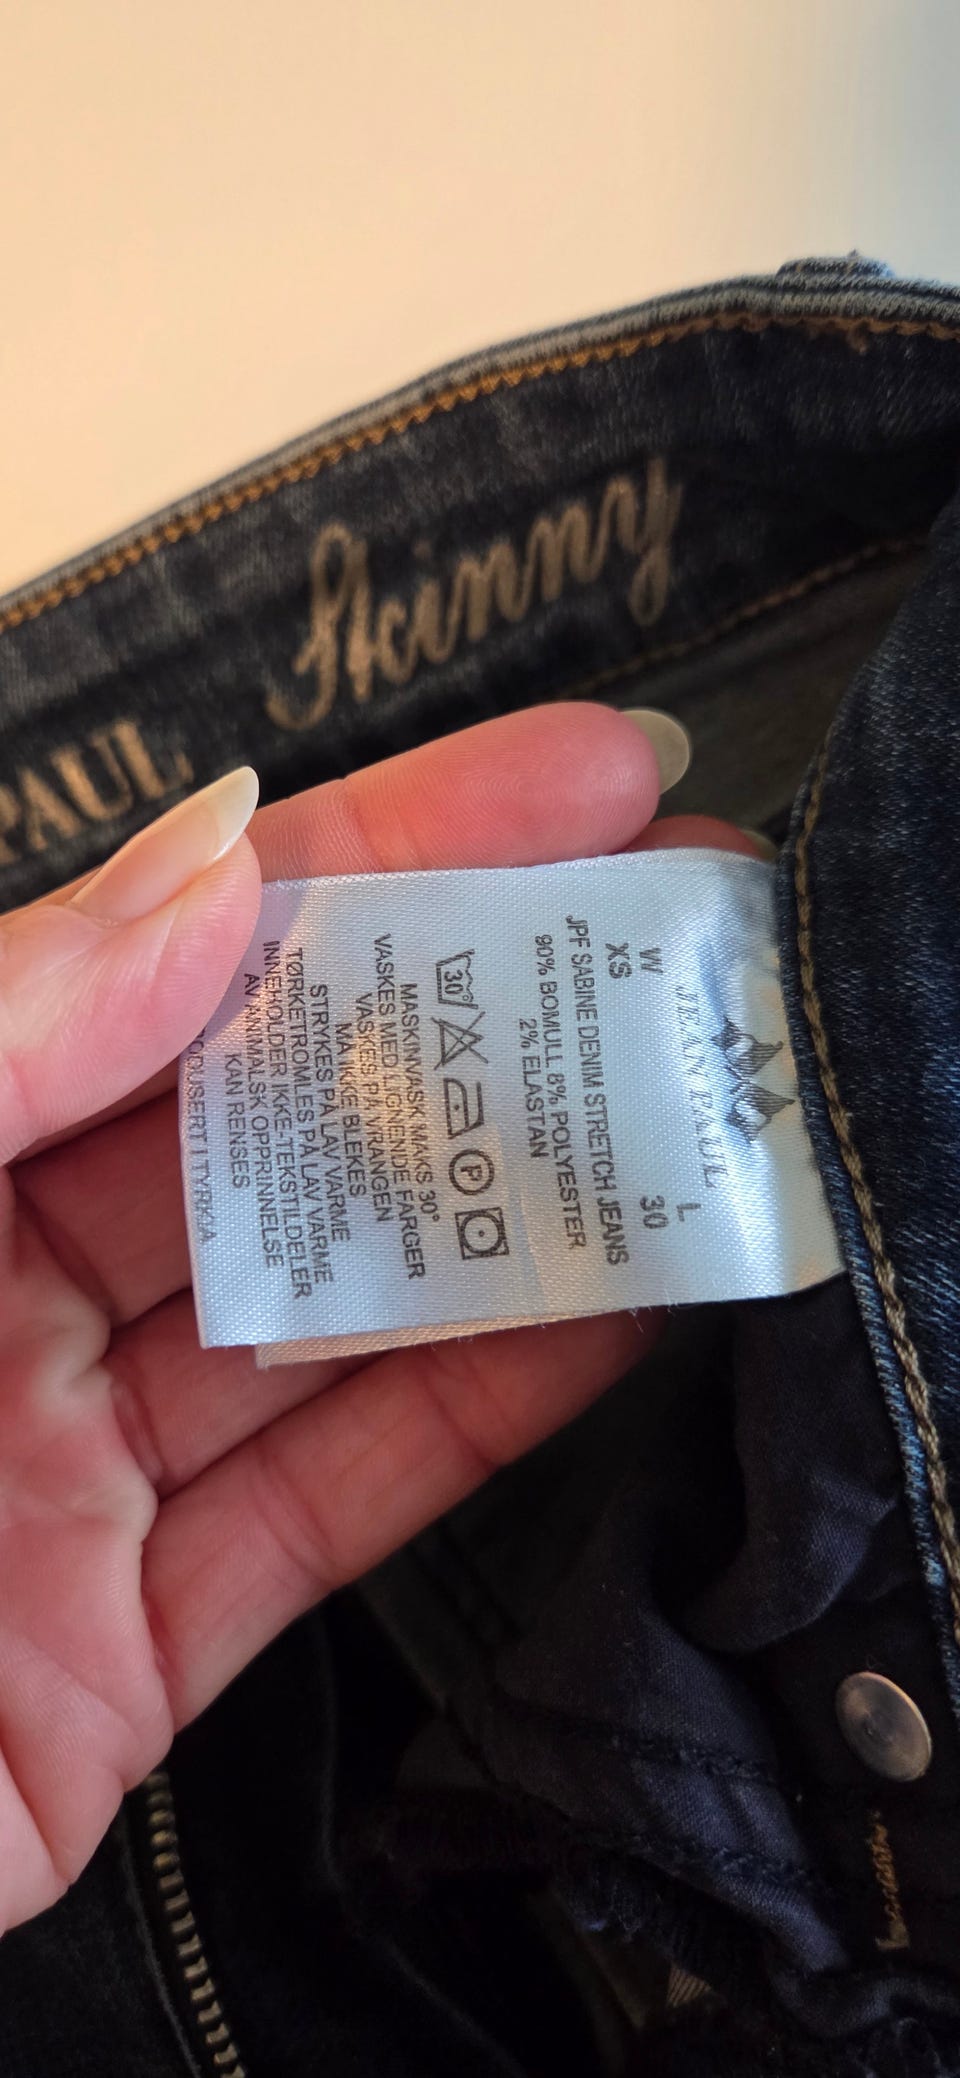 PAUL Skinny
JEAN PAUL
W L
XS 30
JPF SABINE DENIM STRETCH JEANS
90% BOMULL 8% POLYESTER
2% ELASTAN
30 P
MASKINVASK MAKS 30°
VASKES MED LIGNENDE FARGER
VASKES PÅ VRANGEN
MÅ IKKE BLEKES
STRYKES PÅ LAV VARME
TØRKETROMLES PÅ LAV VARME
INNEHOLDER IKKE-TEKSTILDELER
AV ANIMALSK OPPRINNELSE
KAN RENSES
I TYRKIA